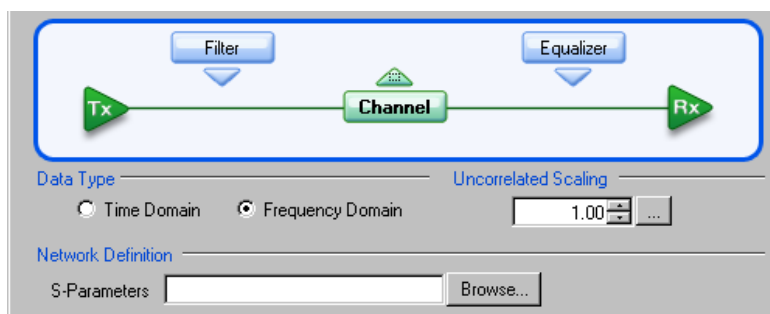 Filter
Equalizer
Tx
Channel
Rx
Data Type
Uncorrelated Scaling
Time Domain
Frequency Domain
1.00
...
Network Definition
S-Parameters
Browse...